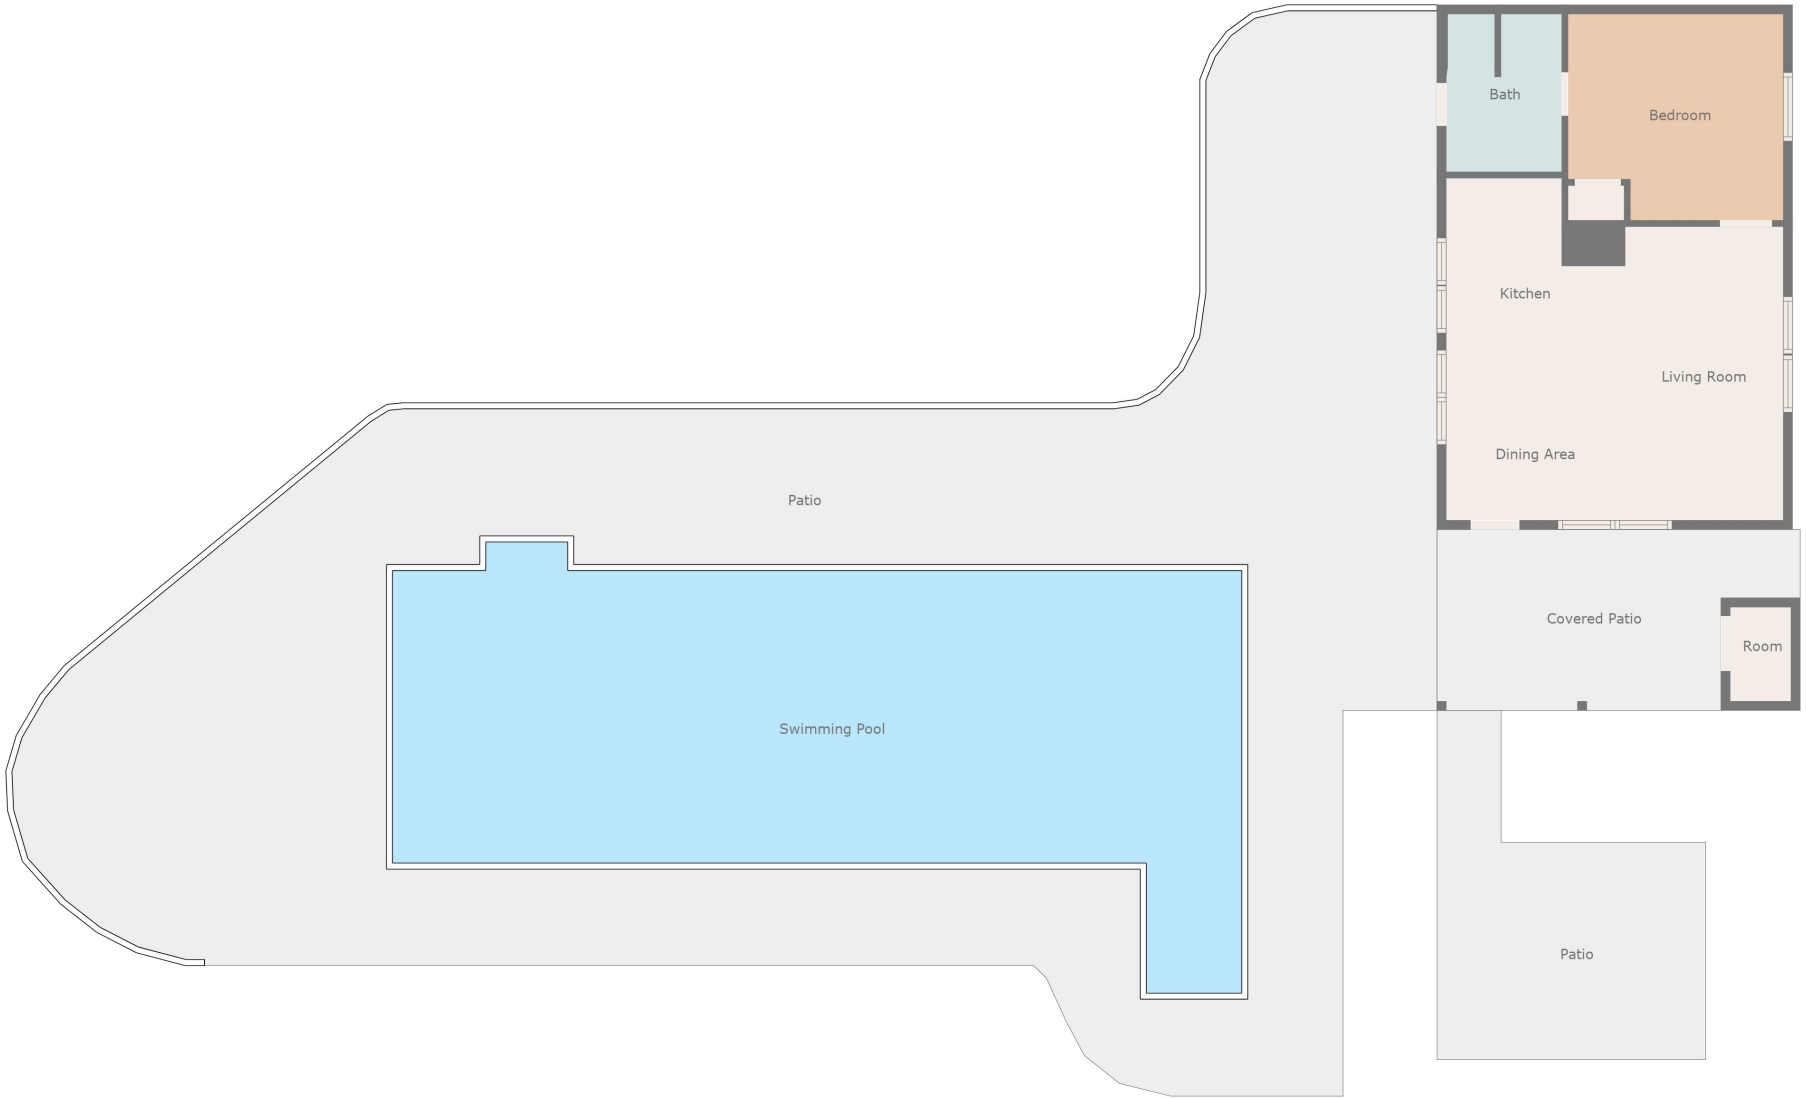 Bath
Bedroom
Kitchen
Living Room
Dining Area
Patio
Covered Patio
Room
Swimming Pool
Patio